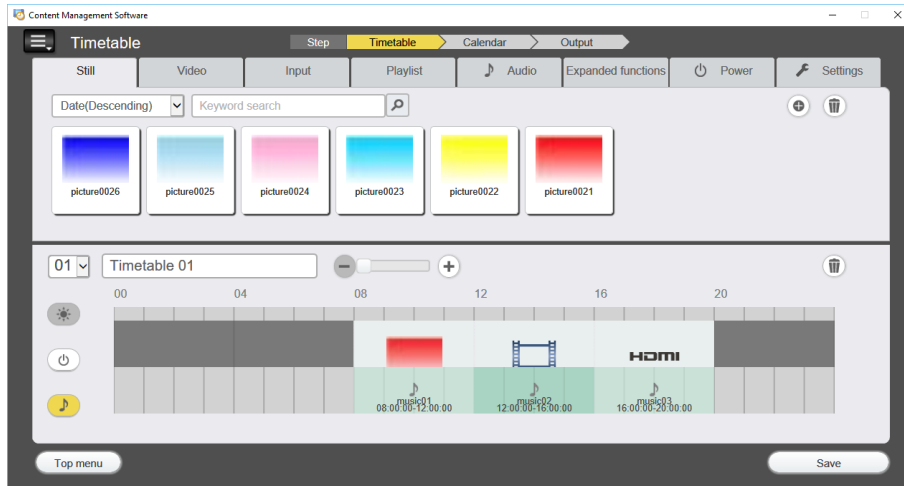 Content Management Software
Timetable
Step Timetable Calendar Output
Still Video Input Playlist Audio Expanded functions Power Settings
Date(Descending) Keyword search
picture0026 picture0025 picture0024 picture0023 picture0022 picture0021
01 Timetable 01
00 04 08 12 16 20
HDMI
music01 music02 music03
08:00:00-12:00:00 12:00:00-16:00:00 16:00:00-20:00:00
Top menu Save